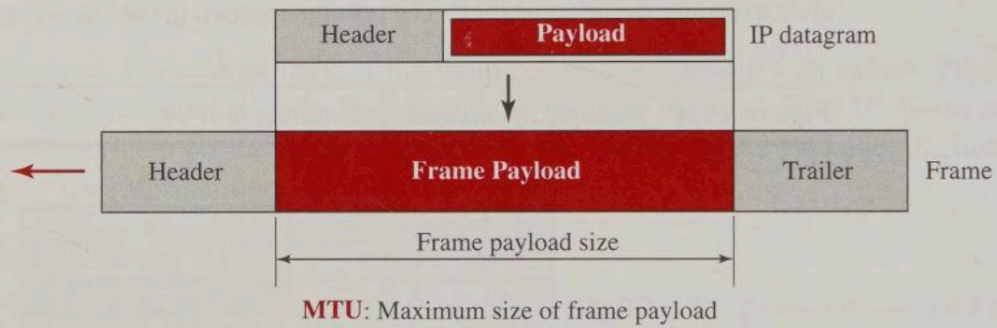 Header Payload IP datagram
Header Frame Payload Trailer Frame
Frame payload size
MTU: Maximum size of frame payload